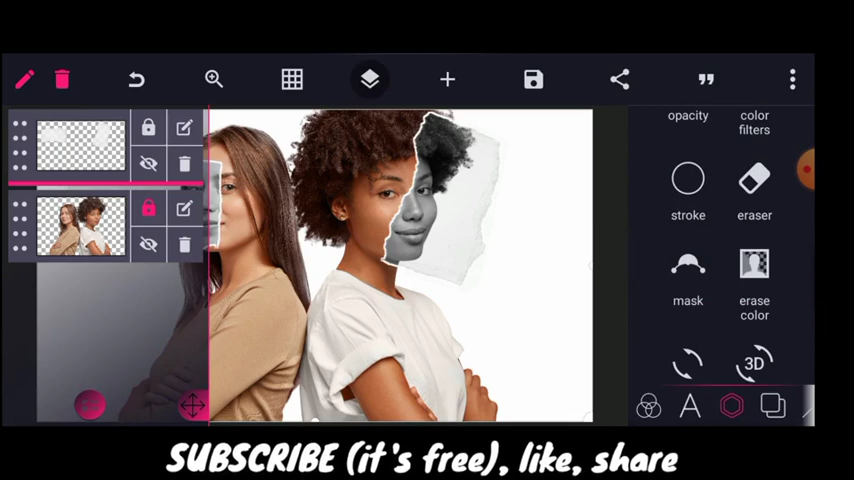 opacity
color
filters
stroke
eraser
mask
erase
color
3D
A
SUBSCRIBE (it's free), like, share